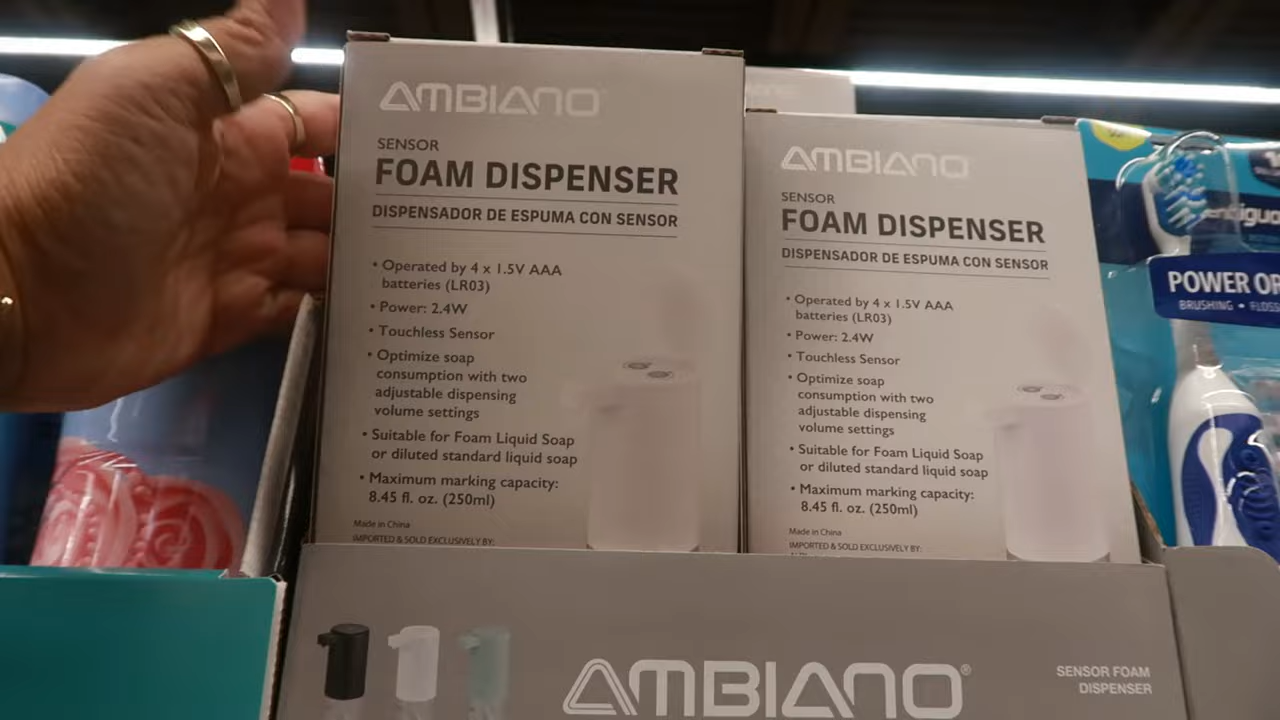 AMBIANO
SENSOR
FOAM DISPENSER
DISPENSADOR DE ESPUMA CON SENSOR
• Operated by 4 x 1.5V AAA
batteries (LR03)
• Power: 2.4W
• Touchless Sensor
• Optimize soap
consumption with two
adjustable dispensing
volume settings
• Suitable for Foam Liquid Soap
or diluted standard liquid soap
• Maximum marking capacity:
8.45 fl. oz. (250ml)
Made in China
IMPORTED & SOLD EXCLUSIVELY BY:
AMBIANO
SENSOR
FOAM DISPENSER
DISPENSADOR DE ESPUMA CON SENSOR
• Operated by 4 x 1.5V AAA
batteries (LR03)
• Power: 2.4W
• Touchless Sensor
• Optimize soap
consumption with two
adjustable dispensing
volume settings
• Suitable for Foam Liquid Soap
or diluted standard liquid soap
• Maximum marking capacity:
8.45 fl. oz. (250ml)
Made in China
IMPORTED & SOLD EXCLUSIVELY BY:
POWER OR
BRUSHING • FLOSS
AMBIANO®
SENSOR FOAM
DISPENSER